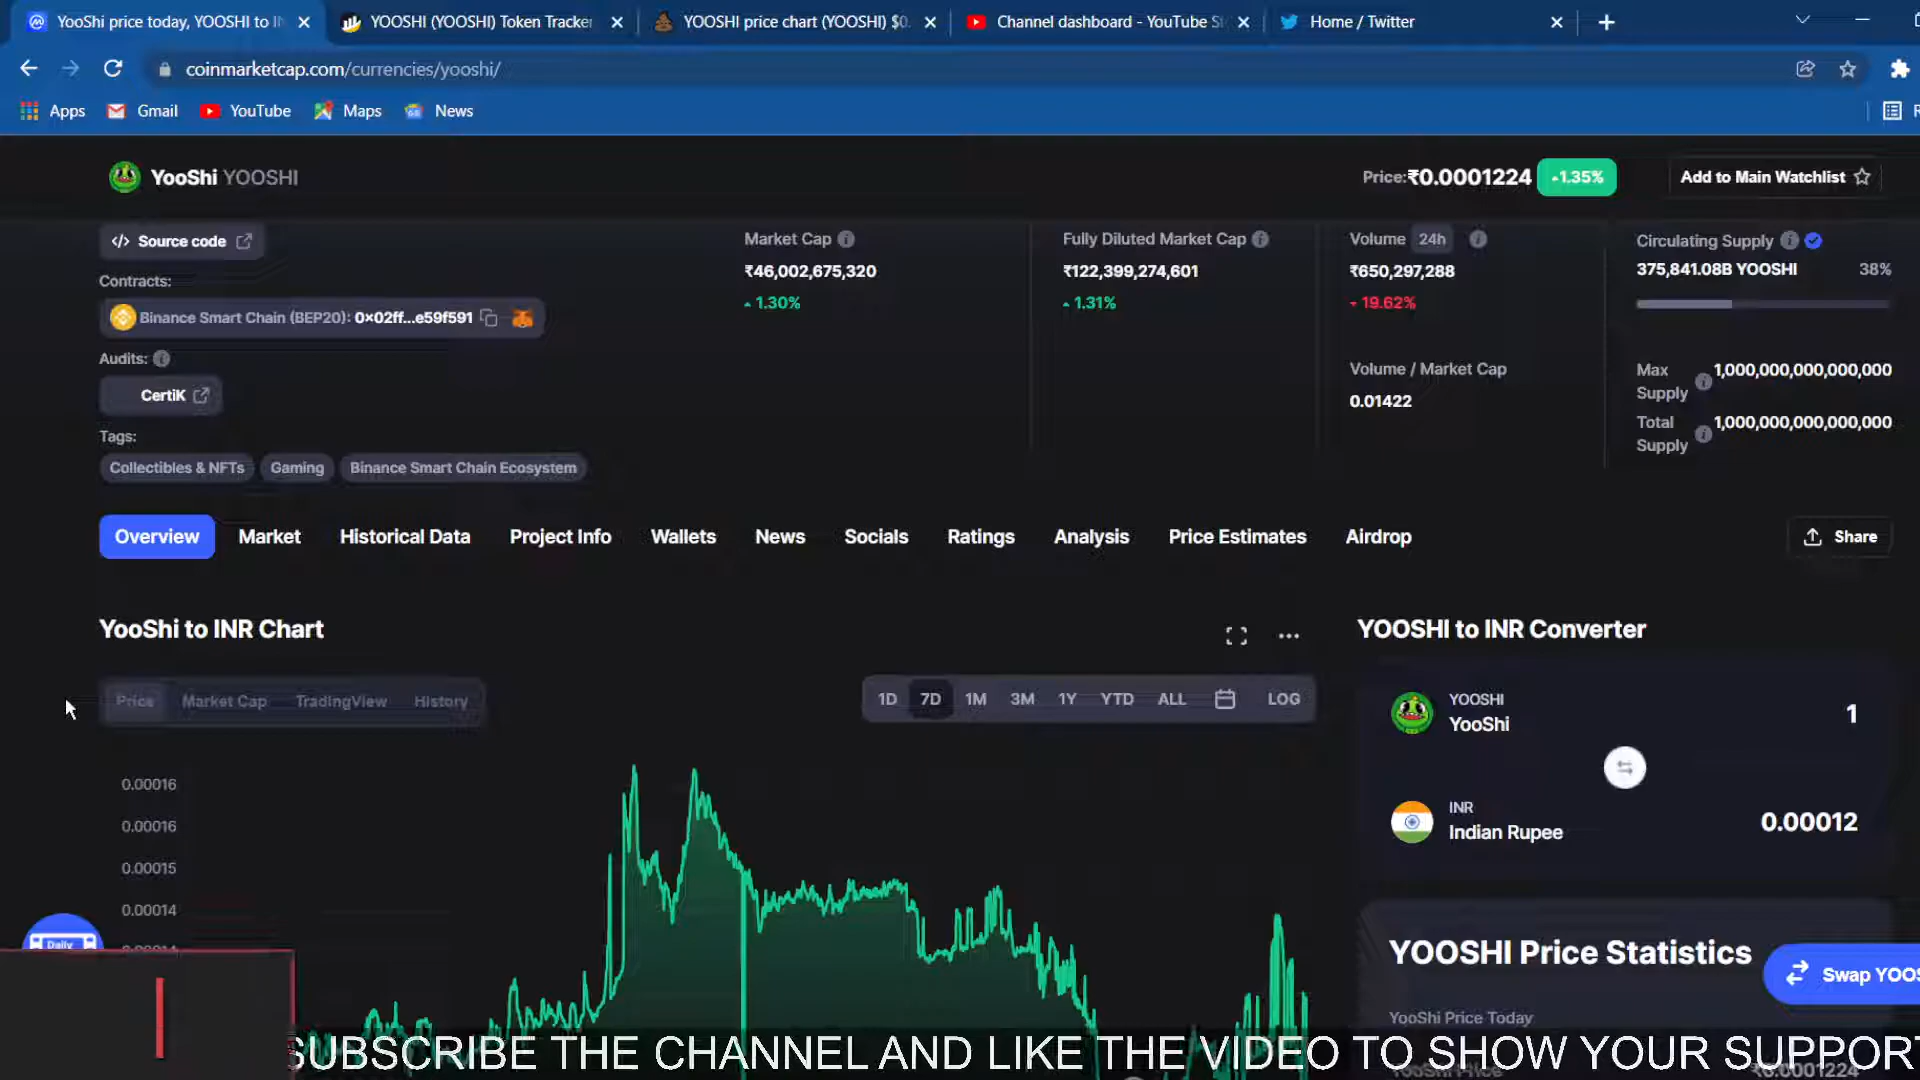 YooShi price today, YOOSHI to IN
YOOSHI (YOOSHI) Token Tracker
YOOSHI price chart (YOOSHI) $0.
Channel dashboard - YouTube St
Home / Twitter
coinmarketcap.com/currencies/yooshi/
Apps
Gmail
YouTube
Maps
News
YooShi YOOSHI
Price:₹0.0001224
1.35%
Add to Main Watchlist
Source code
Market Cap
Fully Diluted Market Cap
Volume 24h
Circulating Supply
₹46,002,675,320
₹122,399,274,601
₹650,297,288
375,841.08B YOOSHI
38%
Contracts:
1.30%
1.31%
19.62%
Binance Smart Chain (BEP20): 0x02ff...e59f591
Audits:
Volume / Market Cap
Max Supply
1,000,000,000,000,000
CertiK
0.01422
Total Supply
1,000,000,000,000,000
Tags:
Collectibles & NFTs
Gaming
Binance Smart Chain Ecosystem
Overview
Market
Historical Data
Project Info
Wallets
News
Socials
Ratings
Analysis
Price Estimates
Airdrop
Share
YooShi to INR Chart
YOOSHI to INR Converter
Price
Market Cap
TradingView
History
1D
7D
1M
3M
1Y
YTD
ALL
LOG
YOOSHI
YooShi
1
INR
Indian Rupee
0.00012
0.00016
0.00016
0.00015
0.00014
Daily
YOOSHI Price Statistics
Swap YOOS
YooShi Price Today
SUBSCRIBE THE CHANNEL AND LIKE THE VIDEO TO SHOW YOUR SUPPORT